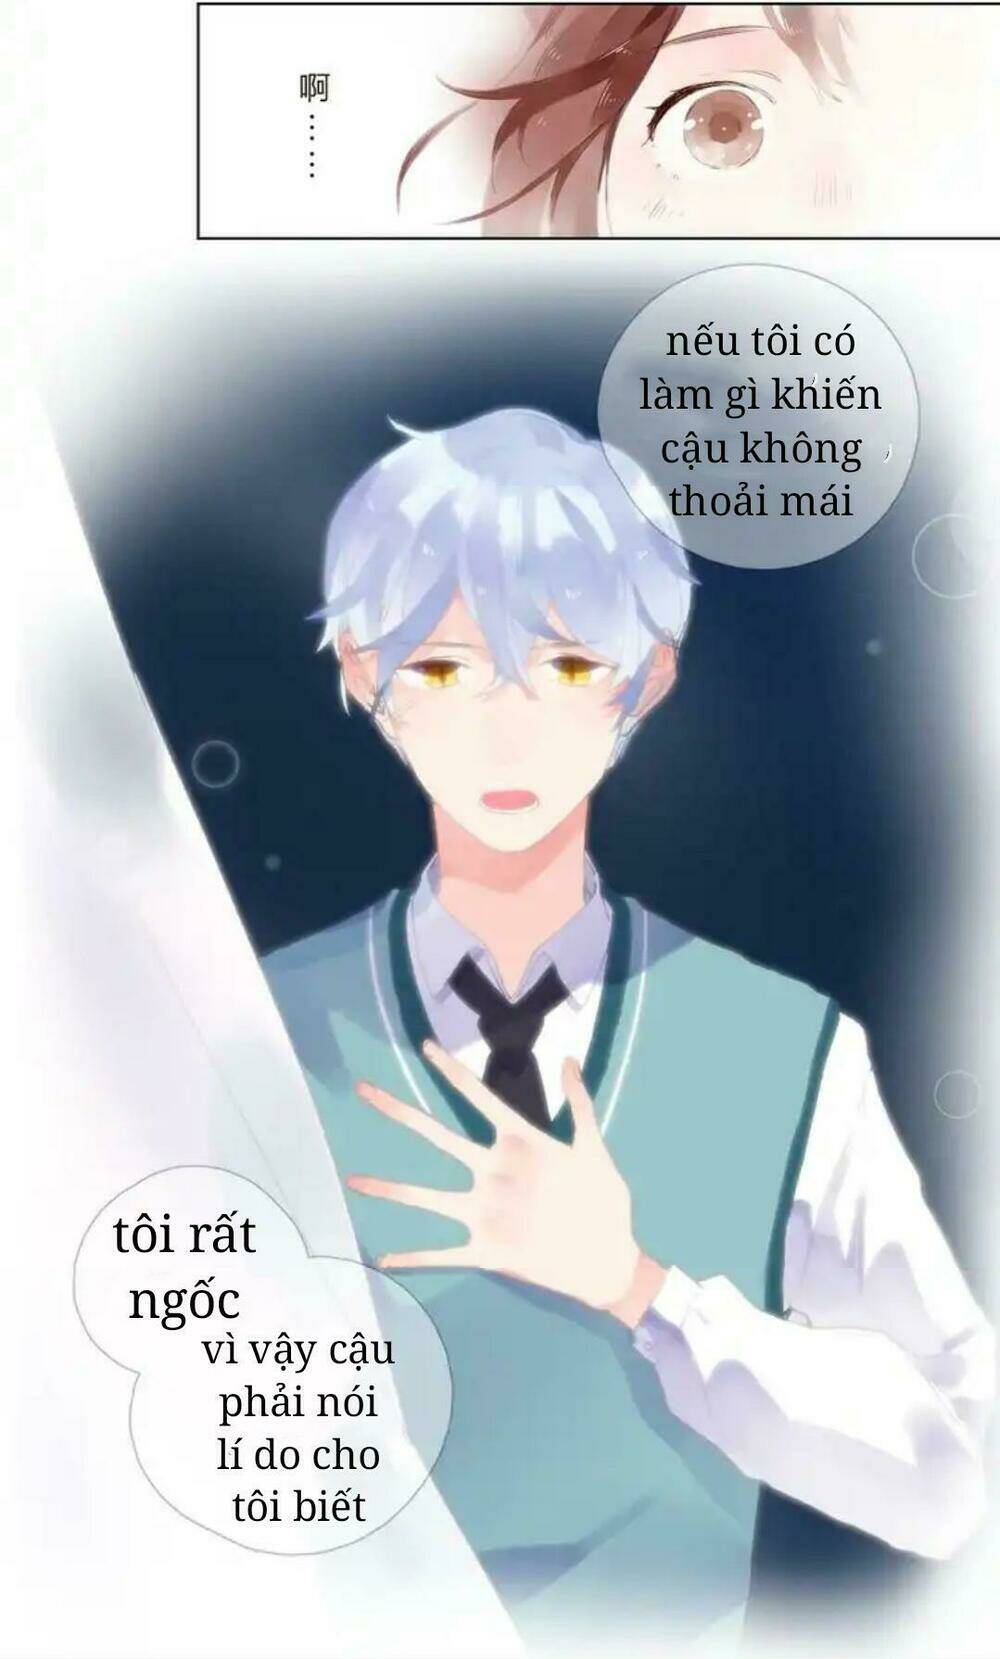 啊……
nếu tôi có
làm gì khiến
cậu không
thoải mái
tôi rất
ngốc
vì vậy cậu
phải nói
lí do cho
tôi biết